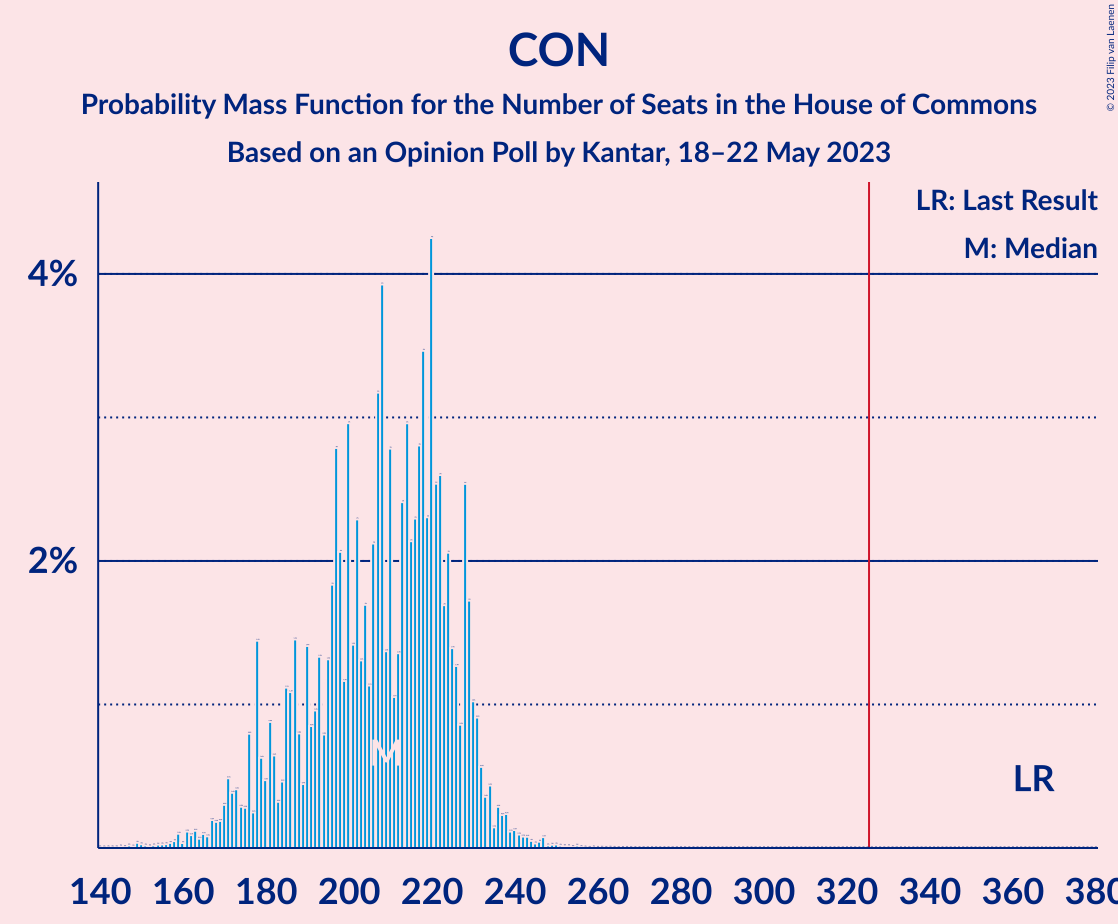 CON
Probability Mass Function for the Number of Seats in the House of Commons
Based on an Opinion Poll by Kantar, 18–22 May 2023
© 2023 Filip van Laenen
LR: Last Result
M: Median
4%
2%
M
LR
140 160 180 200 220 240 260 280 300 320 340 360 380